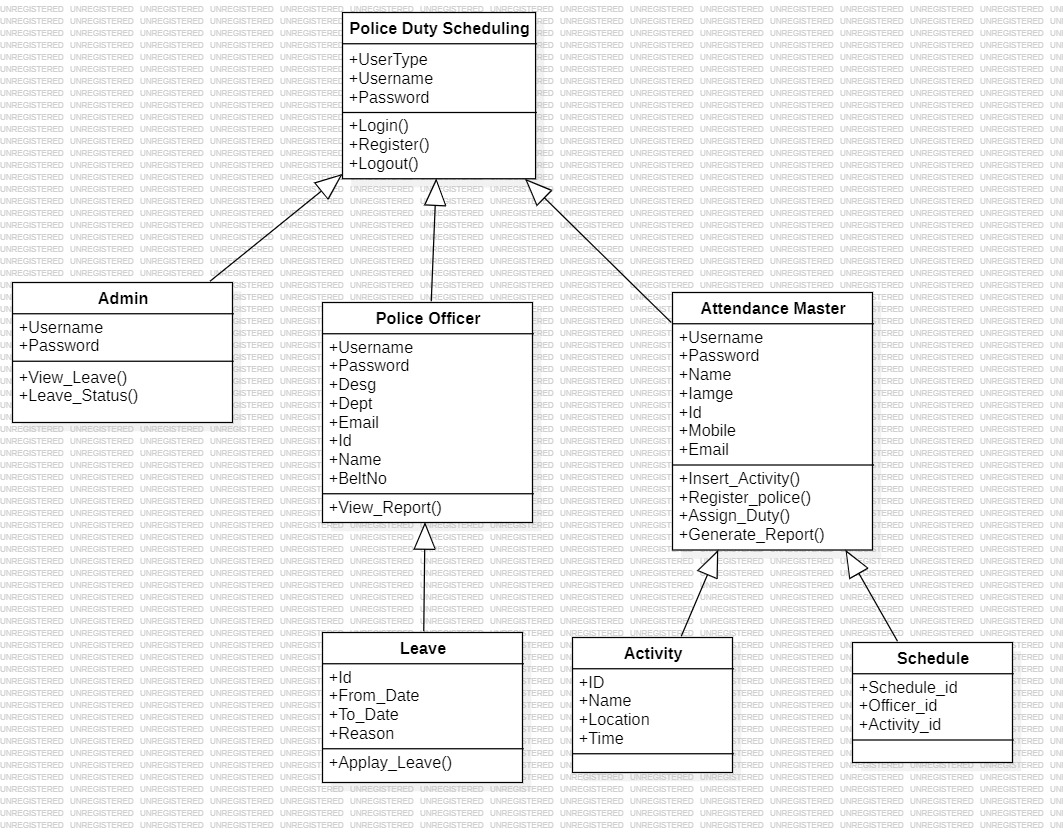 Police Duty Scheduling
+UserType
+Username
+Password
+Login()
+Register()
+Logout()
Admin
+Username
+Password
+View_Leave()
+Leave_Status()
Police Officer
+Username
+Password
+Desg
+Dept
+Email
+Id
+Name
+BeltNo
+View_Report()
Attendance Master
+Username
+Password
+Name
+Iamge
+Id
+Mobile
+Email
+Insert_Activity()
+Register_police()
+Assign_Duty()
+Generate_Report()
Leave
+Id
+From_Date
+To_Date
+Reason
+Applay_Leave()
Activity
+ID
+Name
+Location
+Time
Schedule
+Schedule_id
+Officer_id
+Activity_id
UNREGISTERED